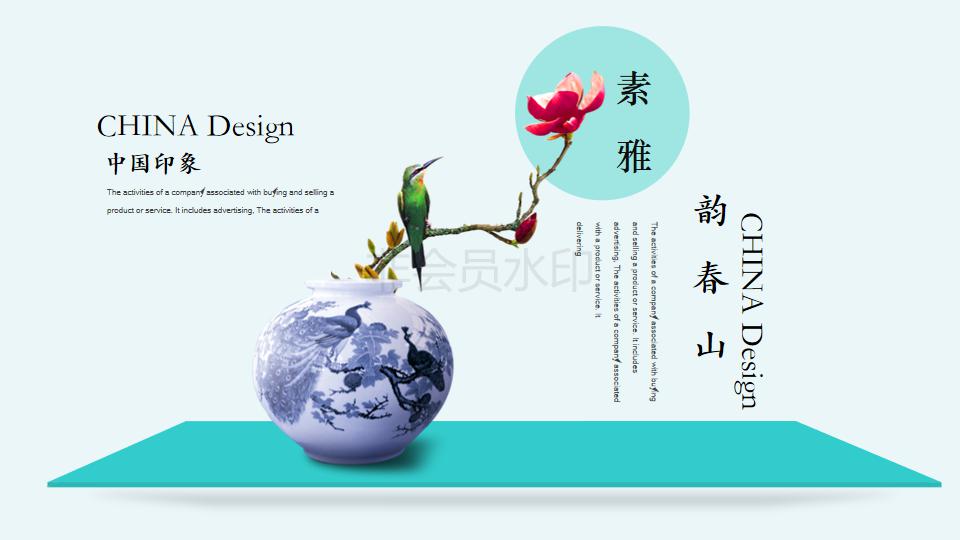 CHINA Design
中国印象
The activities of a company associated with buying and selling a
product or service. It includes advertising, The activities of a
素
雅
韵
春
山
CHINA Design
The activities of a company associated with buying
and selling a product or service. It includes
advertising, The activities of a company associated
with a product or service. It
delivering
会员水印